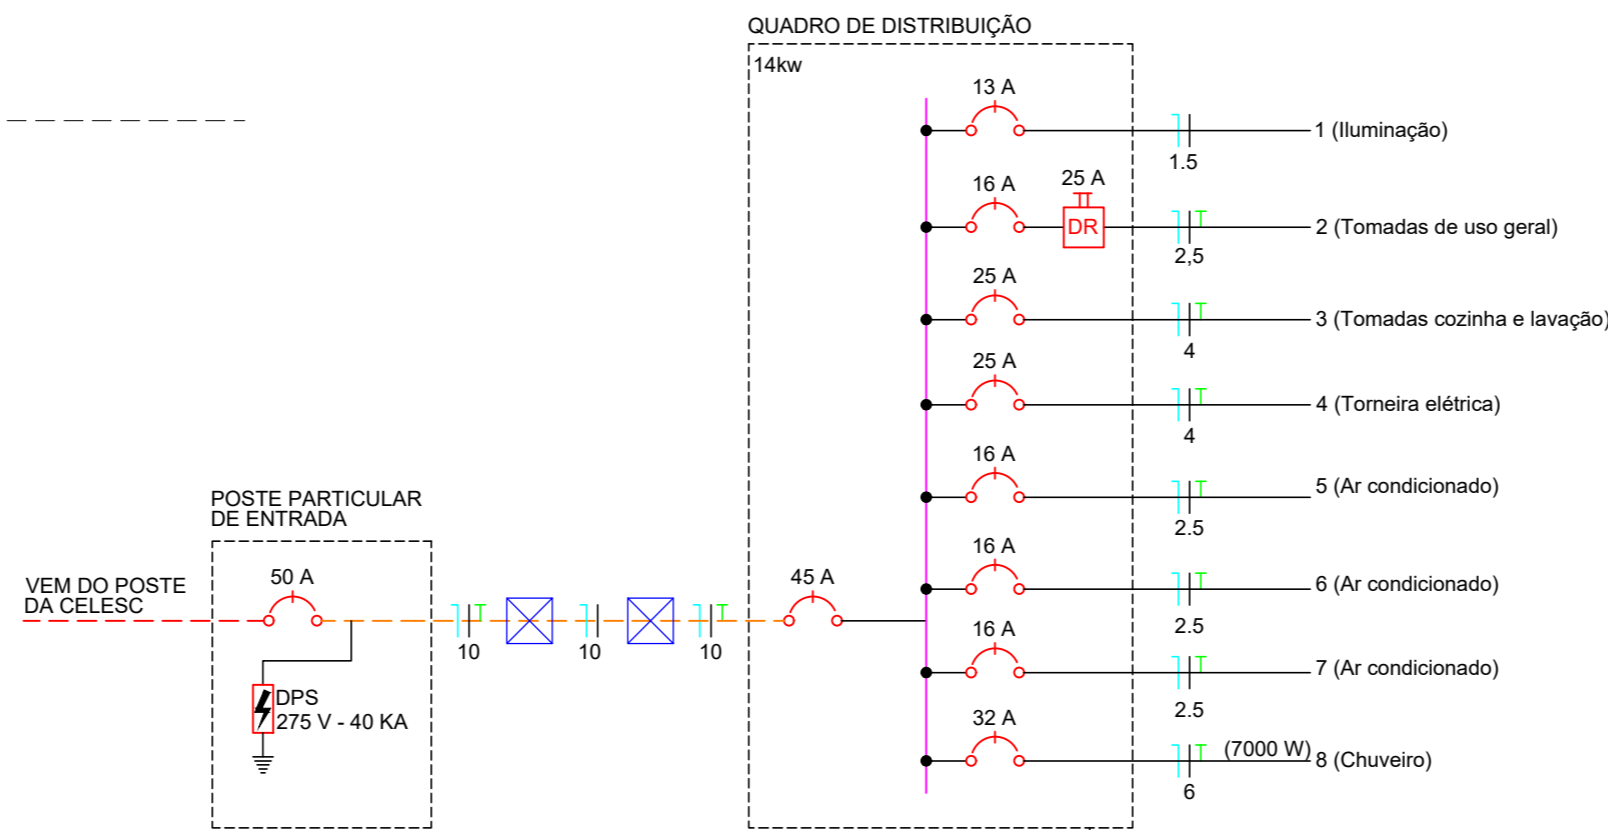 QUADRO DE DISTRIBUIÇÃO
14kw
13 A
1.5
1 (Iluminação)
16 A
25 A
DR
2,5
2 (Tomadas de uso geral)
25 A
4
3 (Tomadas cozinha e lavação)
25 A
4
4 (Torneira elétrica)
16 A
2.5
5 (Ar condicionado)
16 A
2.5
6 (Ar condicionado)
16 A
2.5
7 (Ar condicionado)
32 A
6
(7000 W)
8 (Chuveiro)
POSTE PARTICULAR
DE ENTRADA
VEM DO POSTE
DA CELESC
50 A
DPS
275 V - 40 KA
10
10
10
45 A